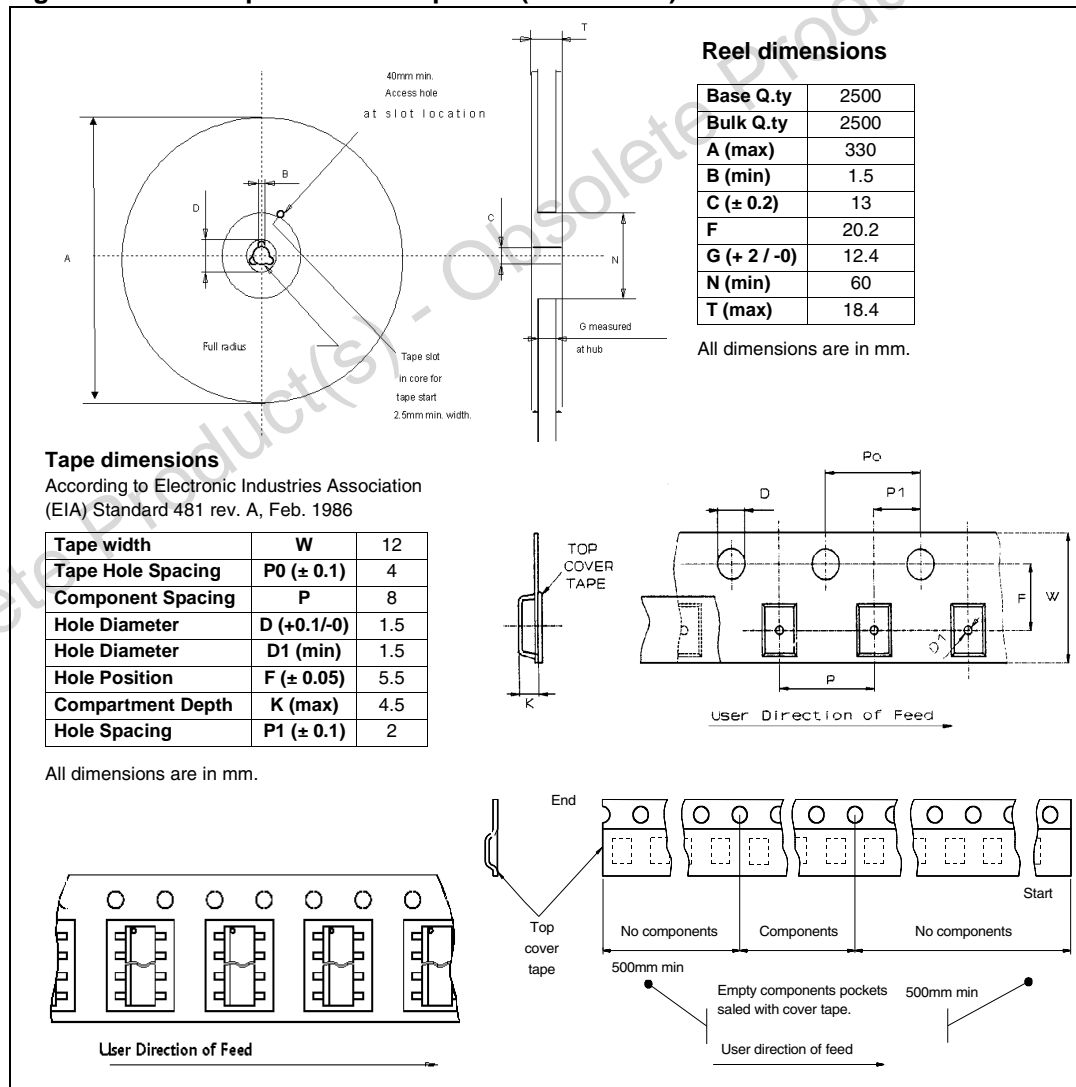 T
40mm min.
Access hole
at slot location
B
D
C
A
N
Full radius
Tape slot
in core for
tape start
2.5mm min. width.
G measured
at hub
Reel dimensions
Base Q.ty 2500
Bulk Q.ty 2500
A (max) 330
B (min) 1.5
C (± 0.2) 13
F 20.2
G (+ 2 / -0) 12.4
N (min) 60
T (max) 18.4
All dimensions are in mm.
Tape dimensions
According to Electronic Industries Association
(EIA) Standard 481 rev. A, Feb. 1986
Tape width W 12
Tape Hole Spacing P0 (± 0.1) 4
Component Spacing P 8
Hole Diameter D (+0.1/-0) 1.5
Hole Diameter D1 (min) 1.5
Hole Position F (± 0.05) 5.5
Compartment Depth K (max) 4.5
Hole Spacing P1 (± 0.1) 2
All dimensions are in mm.
TOP
COVER
TAPE
K
Po
D
P1
F
W
D1
P
User Direction of Feed
User Direction of Feed
End
Start
Top
cover
tape
No components
Components
No components
500mm min
Empty components pockets
saled with cover tape.
500mm min
User direction of feed
Product(s) - Obsolete Produc
ete Produ